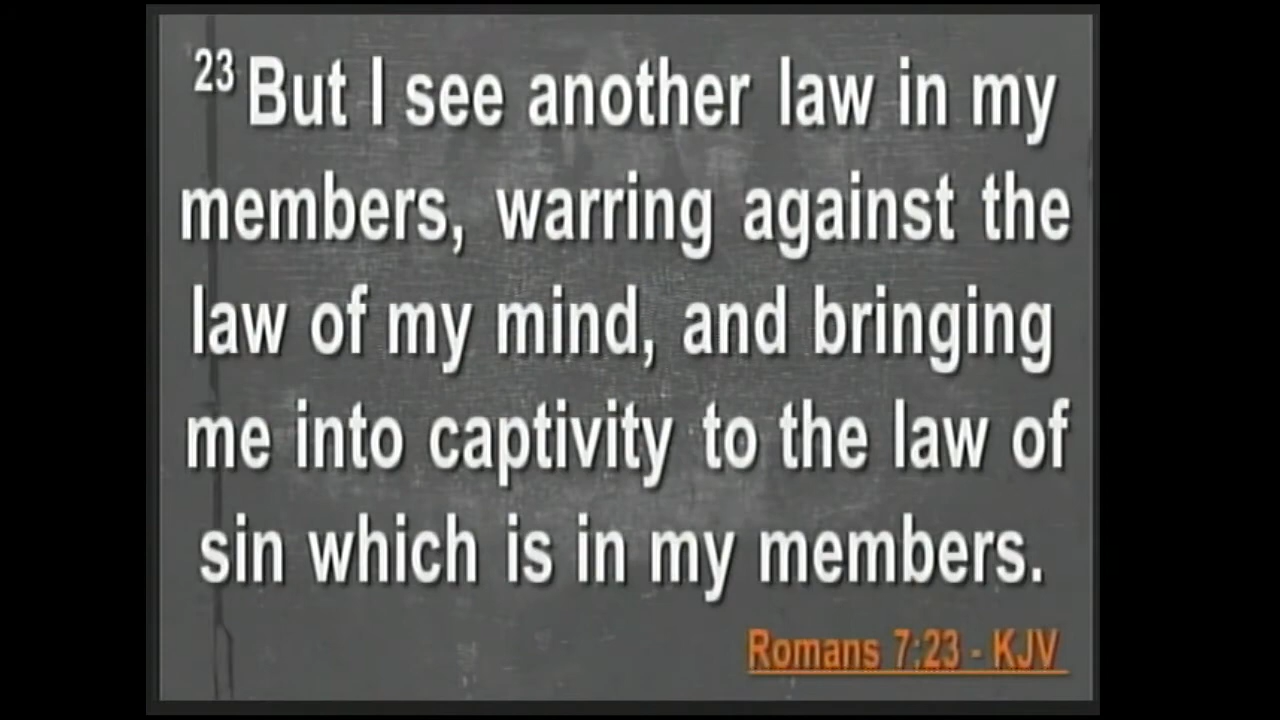 23 But I see another law in my
members, warring against the
law of my mind, and bringing
me into captivity to the law of
sin which is in my members.
Romans 7:23 - KJV